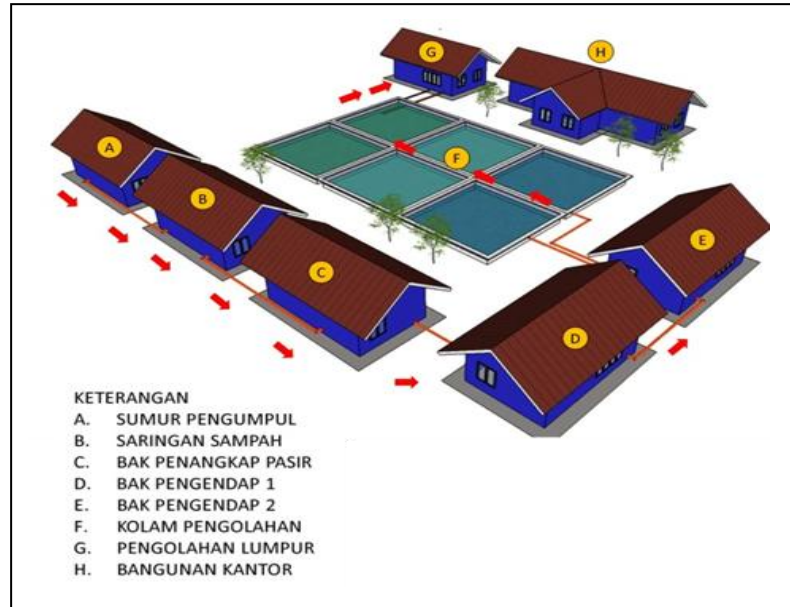 G
H
A
F
B
E
C
D
KETERANGAN
A. SUMUR PENGUMPUL
B. SARINGAN SAMPAH
C. BAK PENANGKAP PASIR
D. BAK PENGENDAP 1
E. BAK PENGENDAP 2
F. KOLAM PENGOLAHAN
G. PENGOLAHAN LUMPUR
H. BANGUNAN KANTOR